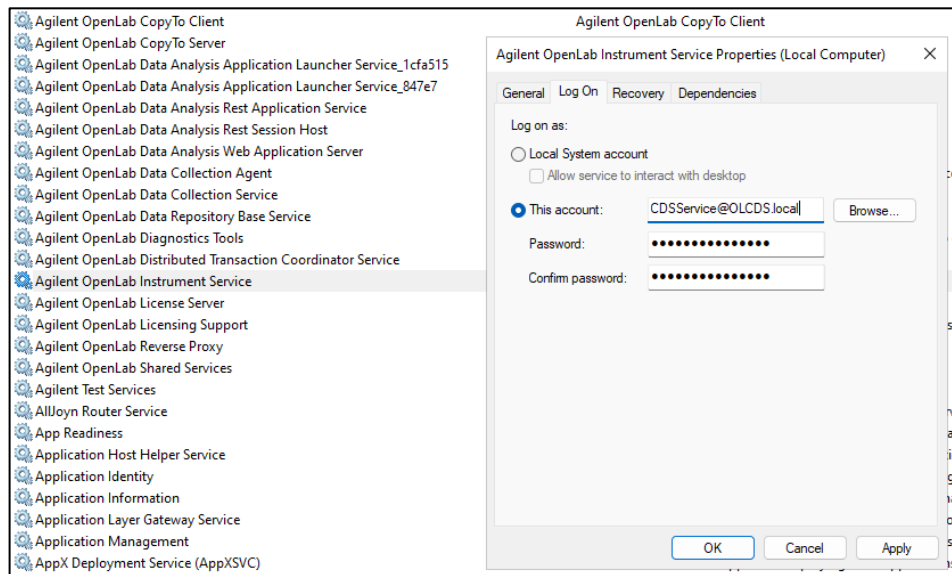 Agilent OpenLab CopyTo Client
Agilent OpenLab CopyTo Client
Agilent OpenLab CopyTo Server
Agilent OpenLab Data Analysis Application Launcher Service_1cfa515
Agilent OpenLab Data Analysis Application Launcher Service_847e7
Agilent OpenLab Data Analysis Rest Application Service
Agilent OpenLab Data Analysis Rest Session Host
Agilent OpenLab Data Analysis Web Application Server
Agilent OpenLab Data Collection Agent
Agilent OpenLab Data Collection Service
Agilent OpenLab Data Repository Base Service
Agilent OpenLab Diagnostics Tools
Agilent OpenLab Distributed Transaction Coordinator Service
Agilent OpenLab Instrument Service
Agilent OpenLab License Server
Agilent OpenLab Licensing Support
Agilent OpenLab Reverse Proxy
Agilent OpenLab Shared Services
Agilent Test Services
AllJoyn Router Service
App Readiness
Application Host Helper Service
Application Identity
Application Information
Application Layer Gateway Service
Application Management
AppX Deployment Service (AppXSVC)
Agilent OpenLab Instrument Service Properties (Local Computer)
General Log On Recovery Dependencies
Log on as:
Local System account
Allow service to interact with desktop
This account: CDSService@OLCDS.local Browse...
Password: ●●●●●●●●●●●●●●●
Confirm password: ●●●●●●●●●●●●●●●
OK Cancel Apply